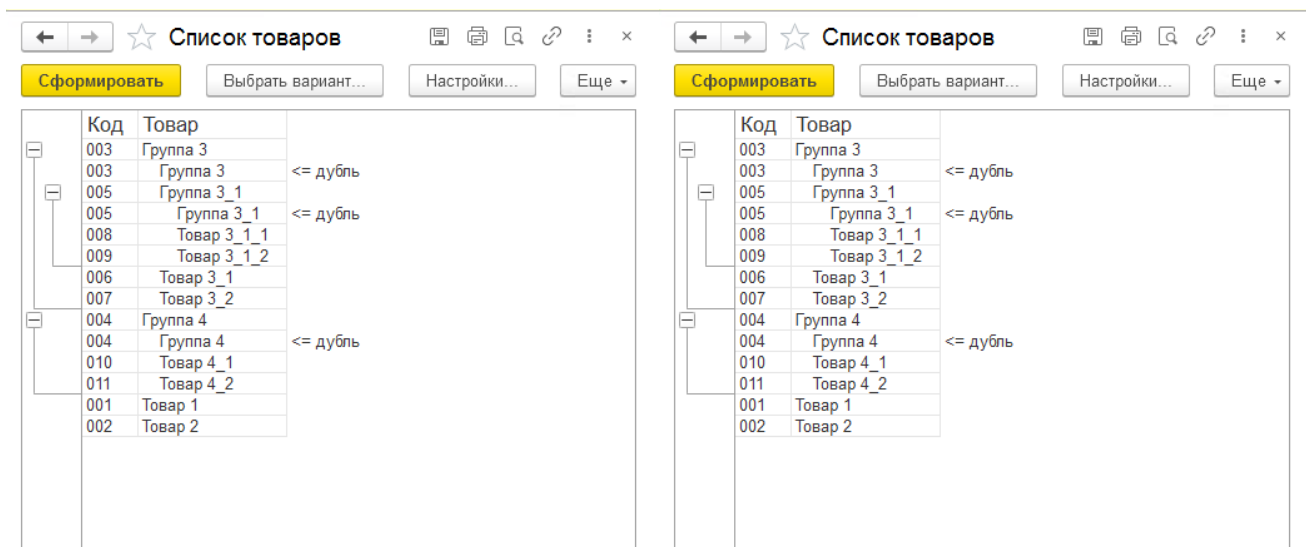 Список товаров
Сформировать Выбрать вариант... Настройки... Еще
Код Товар
003 Группа 3
003 Группа 3 <= дубль
005 Группа 3_1
005 Группа 3_1 <= дубль
008 Товар 3_1_1
009 Товар 3_1_2
006 Товар 3_1
007 Товар 3_2
004 Группа 4
004 Группа 4 <= дубль
010 Товар 4_1
011 Товар 4_2
001 Товар 1
002 Товар 2
Список товаров
Сформировать Выбрать вариант... Настройки... Еще
Код Товар
003 Группа 3
003 Группа 3 <= дубль
005 Группа 3_1
005 Группа 3_1 <= дубль
008 Товар 3_1_1
009 Товар 3_1_2
006 Товар 3_1
007 Товар 3_2
004 Группа 4
004 Группа 4 <= дубль
010 Товар 4_1
011 Товар 4_2
001 Товар 1
002 Товар 2